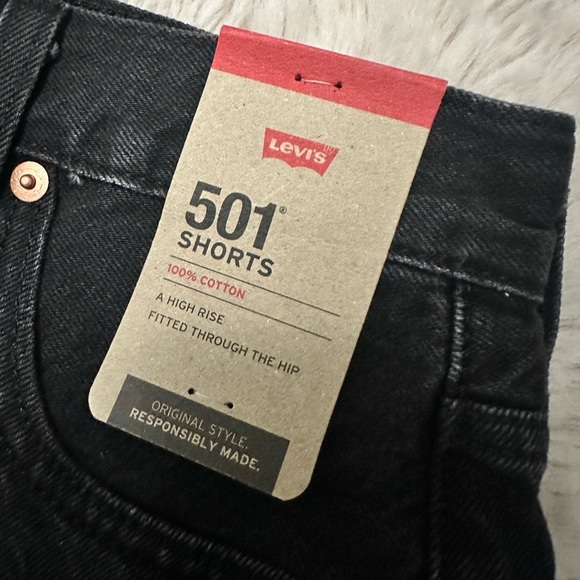 Levi's
501®
SHORTS
100% COTTON
A HIGH RISE
FITTED THROUGH THE HIP
ORIGINAL STYLE.
RESPONSIBLY MADE.